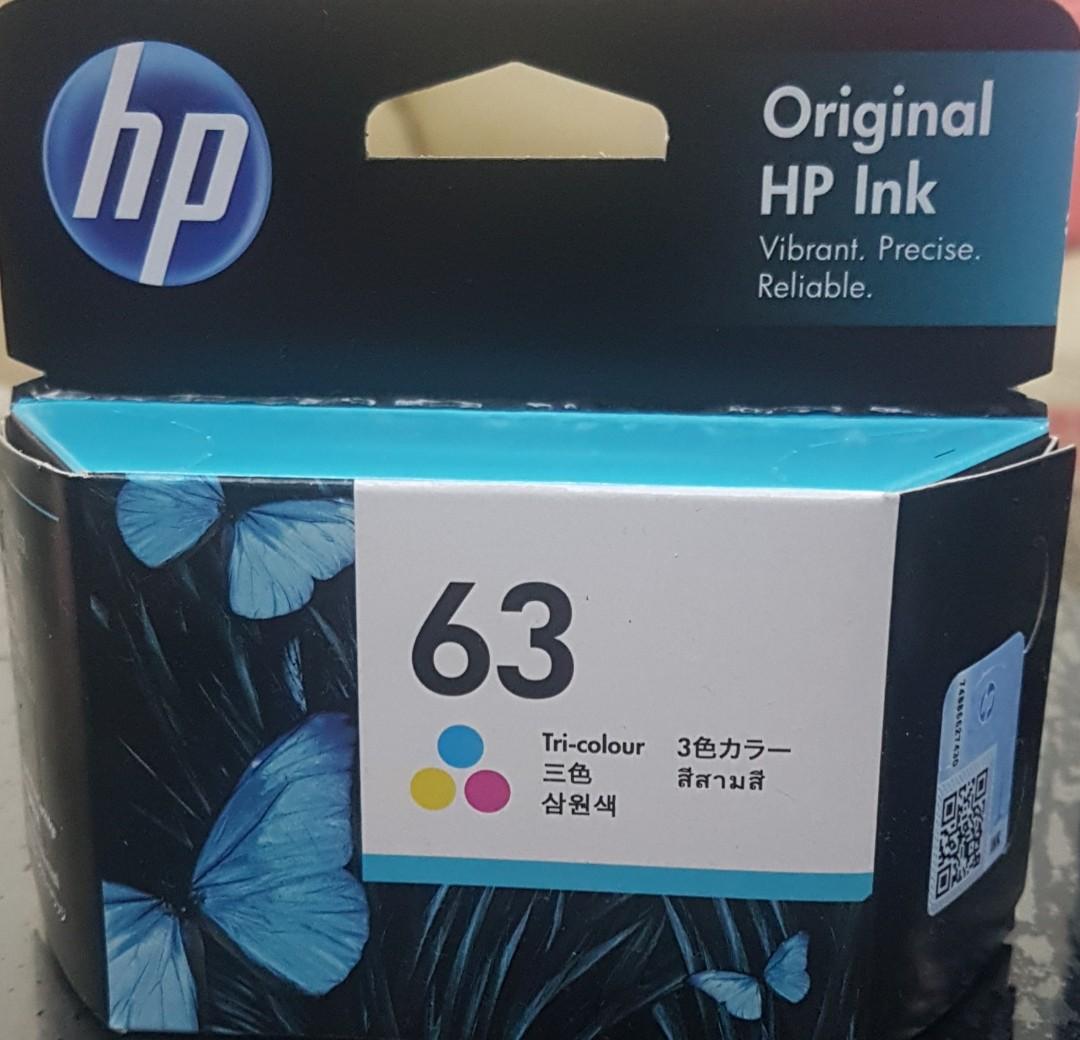 hp
Original
HP Ink
Vibrant. Precise.
Reliable.
63
Tri-colour
三色
삼원색
3色カラー
สีสามสี